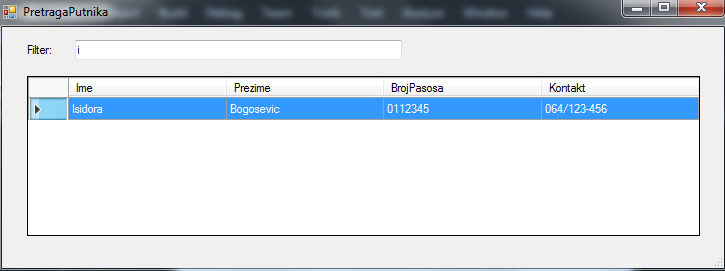 PretragaPutnika
Filter: i
Ime Prezime BrojPasosa Kontakt
Isidora Bogosevic 0112345 064/123-456